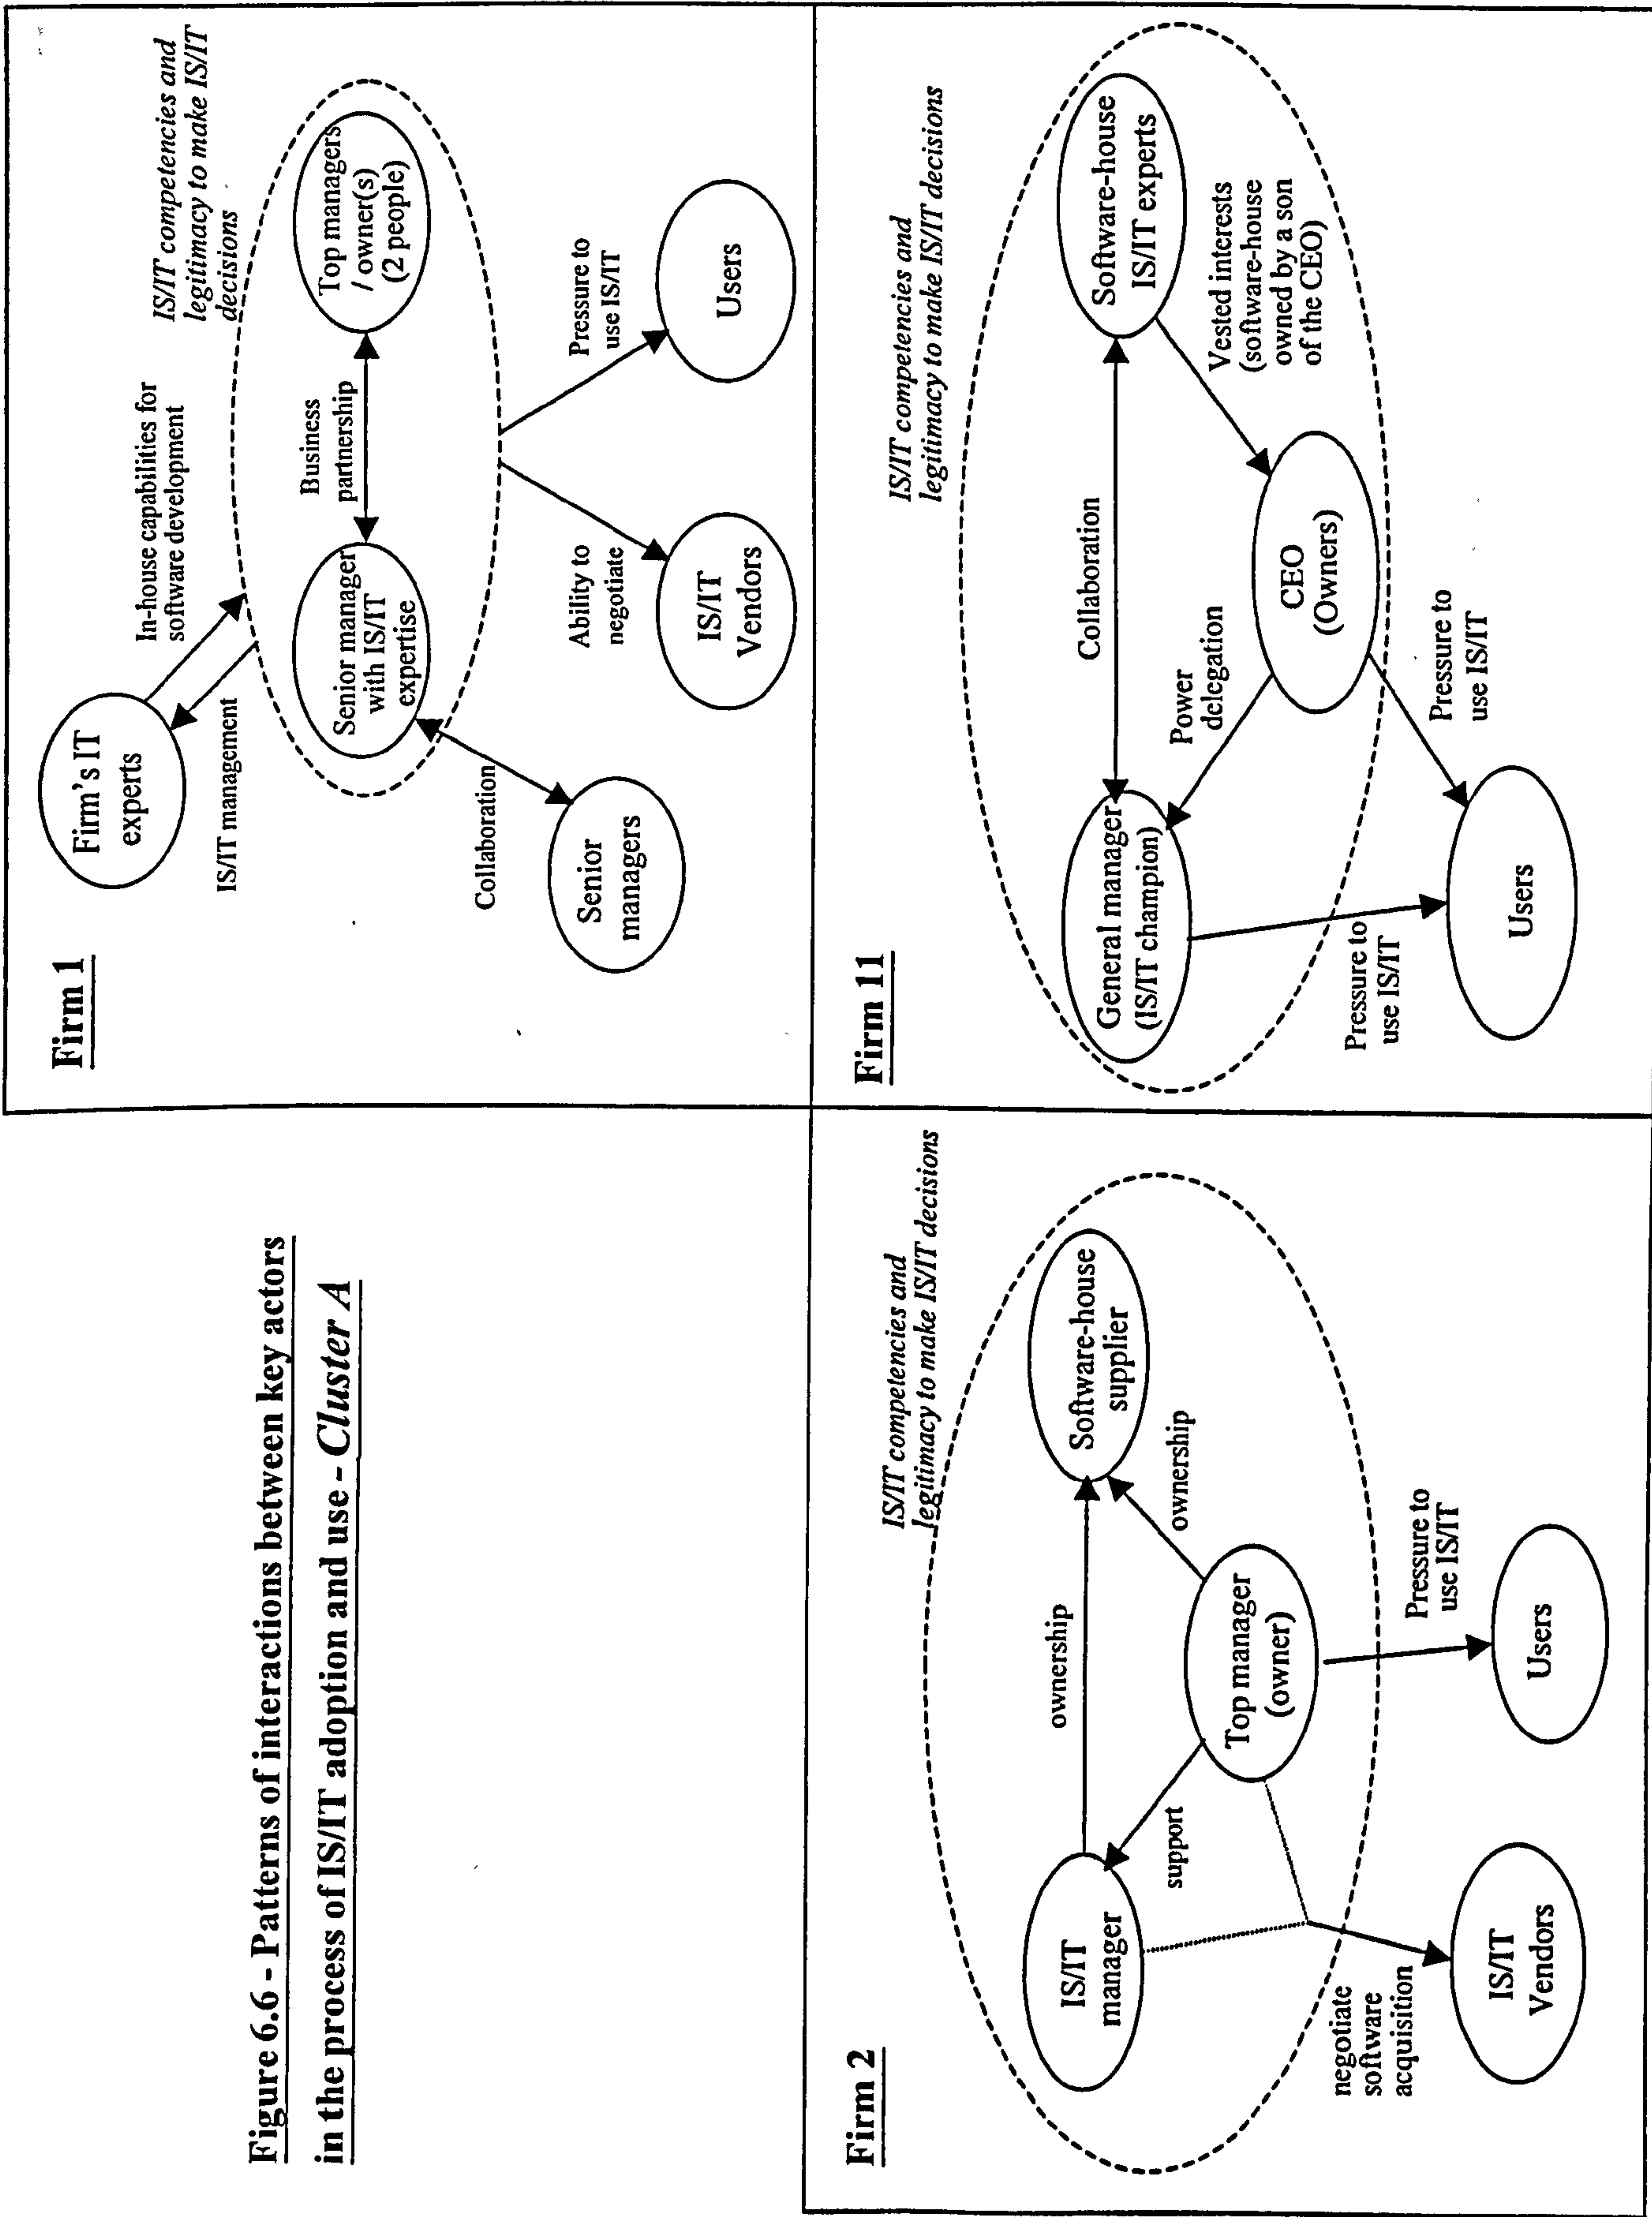 Figure 6.6 - Patterns of interactions between key actors
in the process of IS/IT adoption and use - Cluster A
Firm 1
Firm's IT
experts
In-house capabilities for
software development
IS/IT management
IS/IT competencies and
legitimacy to make IS/IT
decisions
Senior manager
with IS/IT
expertise
Business
partnership
Top managers
/ owner(s)
(2 people)
Collaboration
Senior
managers
Ability to
negotiate
IS/IT
Vendors
Pressure to
use IS/IT
Users
Firm 2
IS/IT competencies and
legitimacy to make IS/IT decisions
IS/IT
manager
ownership
Software-house
supplier
support
ownership
Top manager
(owner)
negotiate
software
acquisition
IS/IT
Vendors
Pressure to
use IS/IT
Users
Firm 11
IS/IT competencies and
legitimacy to make IS/IT decisions
General manager
(IS/IT champion)
Collaboration
Software-house
IS/IT experts
Power
delegation
Vested interests
(software-house
owned by a son
of the CEO)
CEO
(Owners)
Pressure to
use IS/IT
Pressure to
use IS/IT
Users